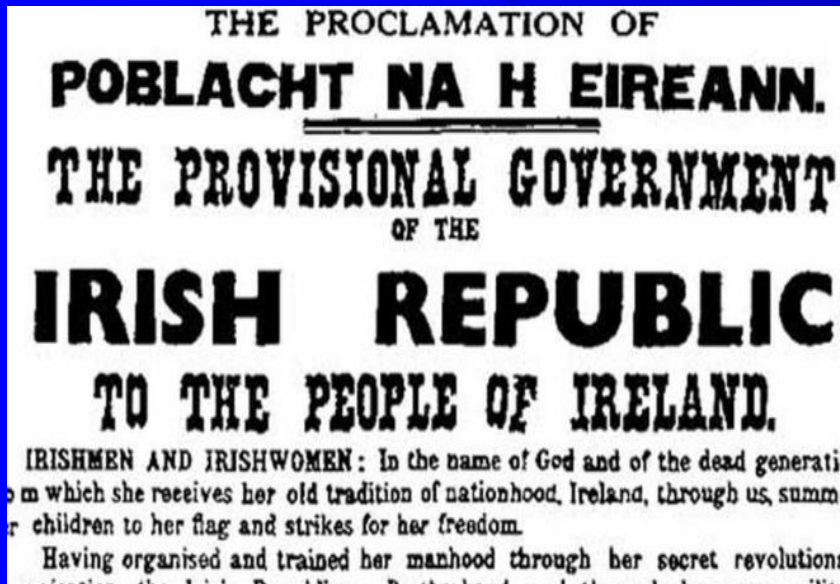 THE PROCLAMATION OF
POBLACHT NA H EIREANN.
THE PROVISIONAL GOVERNMENT
OF THE
IRISH REPUBLIC
TO THE PEOPLE OF IRELAND.
IRISHMEN AND IRISHWOMEN: In the name of God and of the dead generati
om which she receives her old tradition of nationhood, Ireland, through us, summ
r children to her flag and strikes for her freedom.
Having organised and trained her manhood through her secret revolution